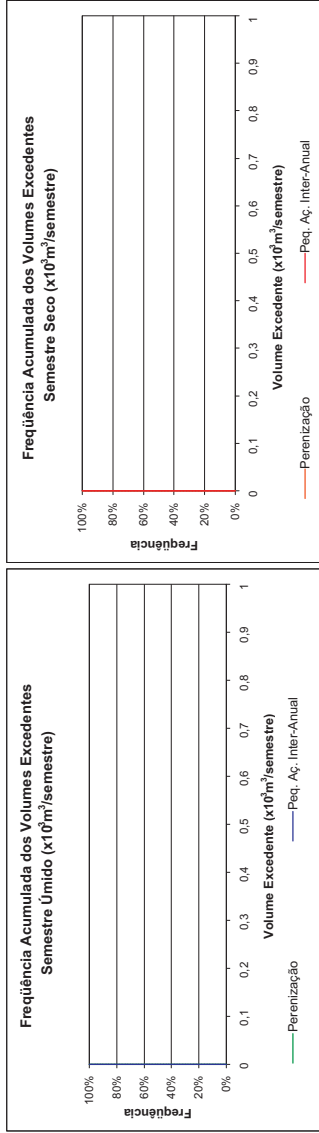 Freqüência Acumulada dos Volumes Excedentes
Semestre Úmido (x10³m³/semestre)
Freqüência
100%
80%
60%
40%
20%
0%
0 0,1 0,2 0,3 0,4 0,5 0,6 0,7 0,8 0,9 1
Volume Excedente (x10³m³/semestre)
Perenização Peq. Aç. Inter-Anual
Freqüência Acumulada dos Volumes Excedentes
Semestre Seco (x10³m³/semestre)
Freqüência
100%
80%
60%
40%
20%
0%
0 0,1 0,2 0,3 0,4 0,5 0,6 0,7 0,8 0,9 1
Volume Excedente (x10³m³/semestre)
Perenização Peq. Aç. Inter-Anual